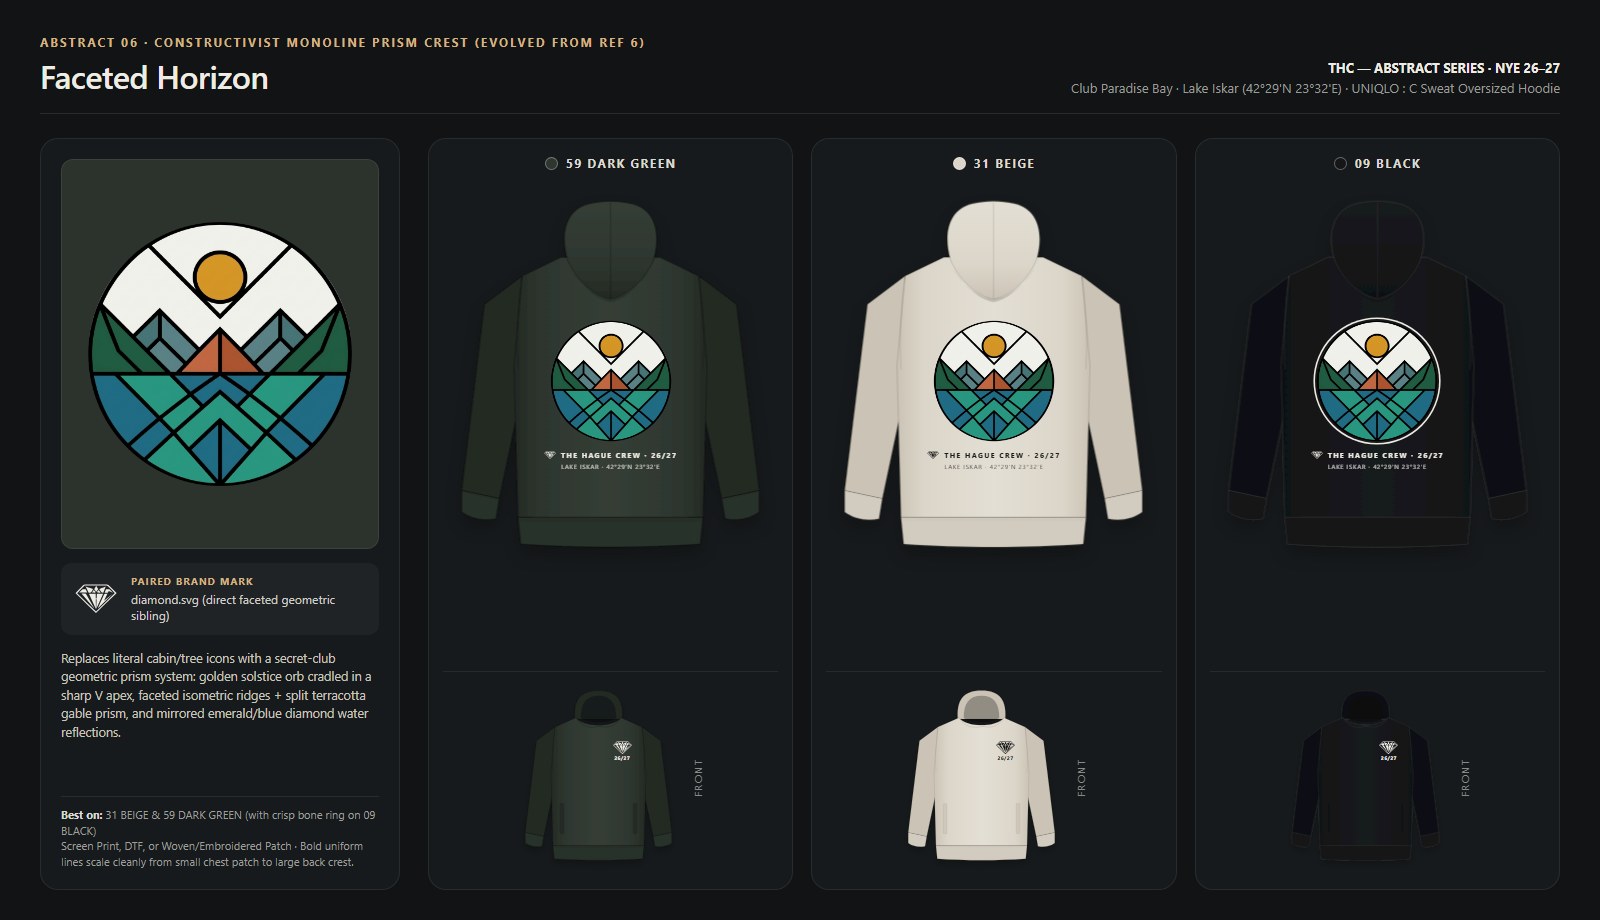 ABSTRACT 06 · CONSTRUCTIVIST MONOLINE PRISM CREST (EVOLVED FROM REF 6)
Faceted Horizon
THC — ABSTRACT SERIES · NYE 26–27
Club Paradise Bay · Lake Iskar (42°29'N 23°32'E) · UNIQLO : C Sweat Oversized Hoodie
PAIRED BRAND MARK
diamond.svg (direct faceted geometric
sibling)
Replaces literal cabin/tree icons with a secret-club
geometric prism system: golden solstice orb cradled in a
sharp V apex, faceted isometric ridges + split terracotta
gable prism, and mirrored emerald/blue diamond water
reflections.
Best on: 31 BEIGE & 59 DARK GREEN (with crisp bone ring on 09
BLACK)
Screen Print, DTF, or Woven/Embroidered Patch · Bold uniform
lines scale cleanly from small chest patch to large back crest.
59 DARK GREEN
THE HAGUE CREW · 26/27
LAKE ISKAR · 42°29'N 23°32'E
26/27
FRONT
31 BEIGE
THE HAGUE CREW · 26/27
LAKE ISKAR · 42°29'N 23°32'E
26/27
FRONT
09 BLACK
THE HAGUE CREW · 26/27
LAKE ISKAR · 42°29'N 23°32'E
26/27
FRONT